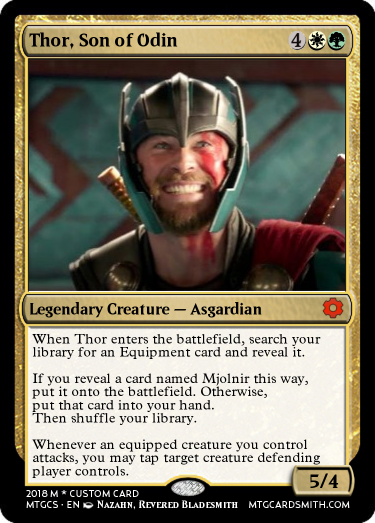 Thor, Son of Odin 4
Legendary Creature — Asgardian
When Thor enters the battlefield, search your
library for an Equipment card and reveal it.
If you reveal a card named Mjolnir this way,
put it onto the battlefield. Otherwise,
put that card into your hand.
Then shuffle your library.
Whenever an equipped creature you control
attacks, you may tap target creature defending
player controls.
5/4
2018 M * CUSTOM CARD
MTGCS · EN Nazahn, Revered Bladesmith MTGCARDSMITH.COM